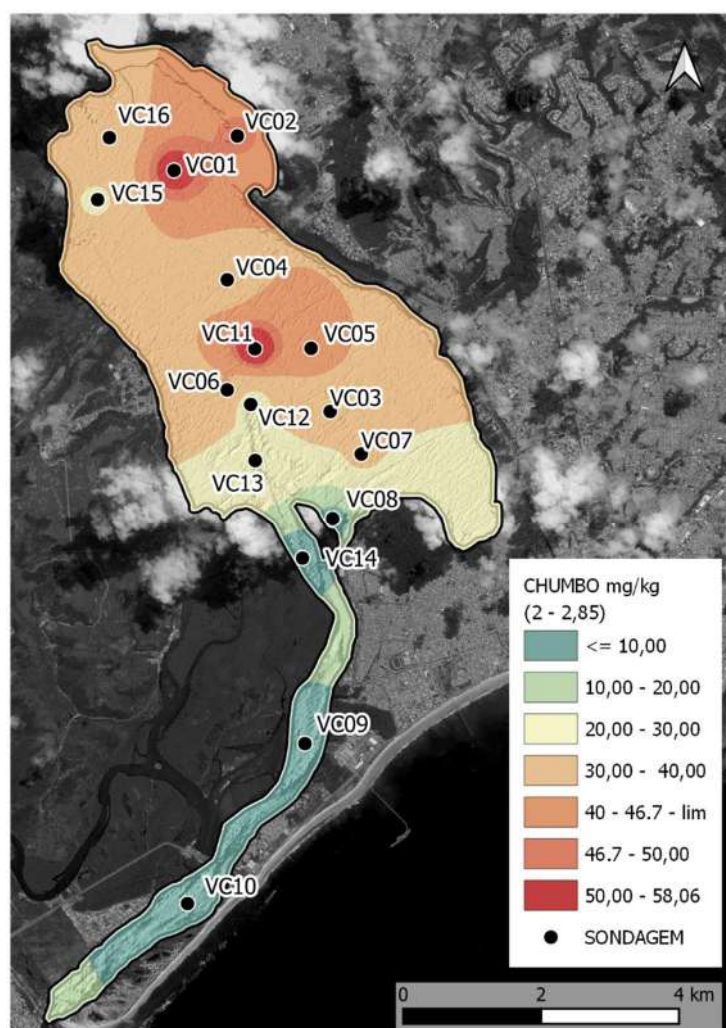 VC16
VC02
VC01
VC15
VC04
VC11
VC05
VC06
VC12
VC03
VC07
VC13
VC08
VC14
VC09
VC10
CHUMBO mg/kg
(2 - 2,85)
<= 10,00
10,00 - 20,00
20,00 - 30,00
30,00 - 40,00
40 - 46.7 - lim
46.7 - 50,00
50,00 - 58,06
SONDAGEM
0 2 4 km